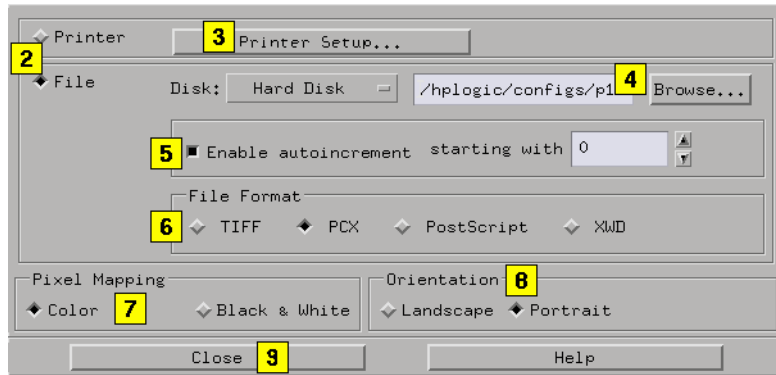 Printer 3 Printer Setup...
2
File Disk: Hard Disk /hplogic/configs/p1 4 Browse...
5 Enable autoincrement starting with 0
File Format
6 TIFF PCX PostScript XWD
Pixel Mapping Orientation 8
Color 7 Black & White Landscape Portrait
Close 9 Help